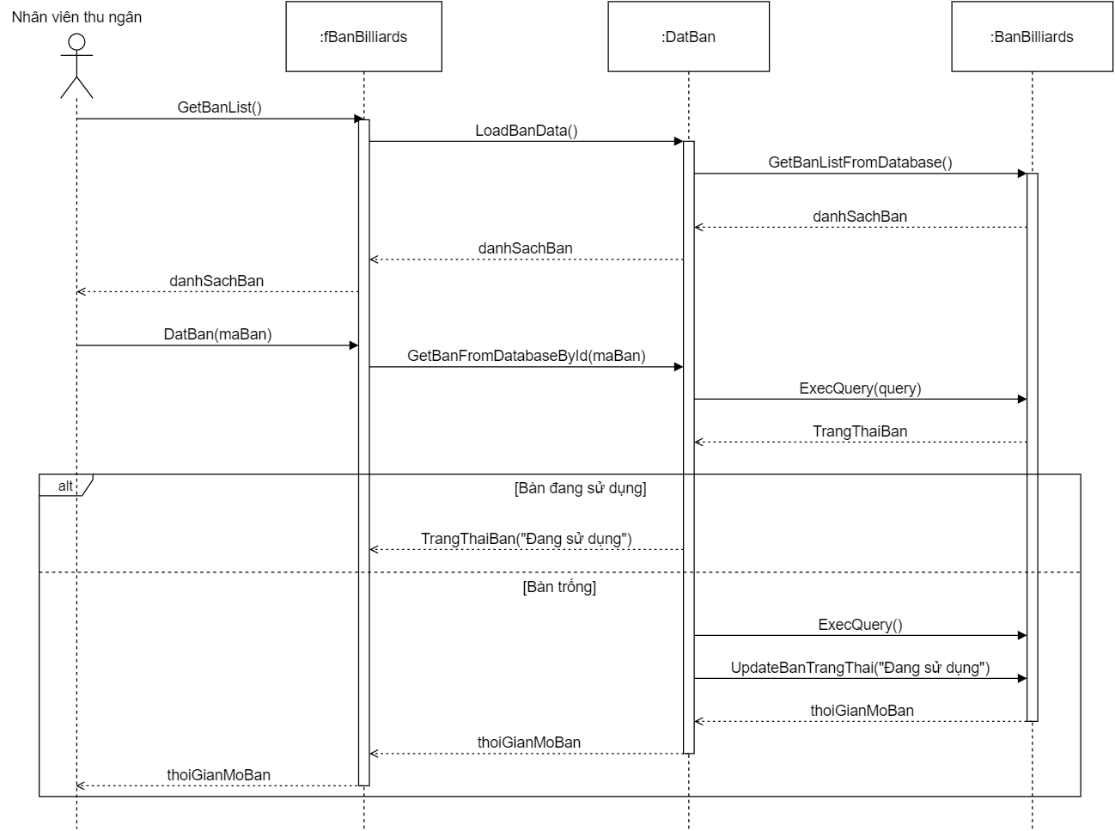 Nhân viên thu ngân
:fBanBilliards
:DatBan
:BanBilliards
GetBanList()
LoadBanData()
GetBanListFromDatabase()
danhSachBan
danhSachBan
danhSachBan
DatBan(maBan)
GetBanFromDatabaseById(maBan)
ExecQuery(query)
TrangThaiBan
alt
[Bàn đang sử dụng]
TrangThaiBan("Đang sử dụng")
[Bàn trống]
ExecQuery()
UpdateBanTrangThai("Đang sử dụng")
thoiGianMoBan
thoiGianMoBan
thoiGianMoBan